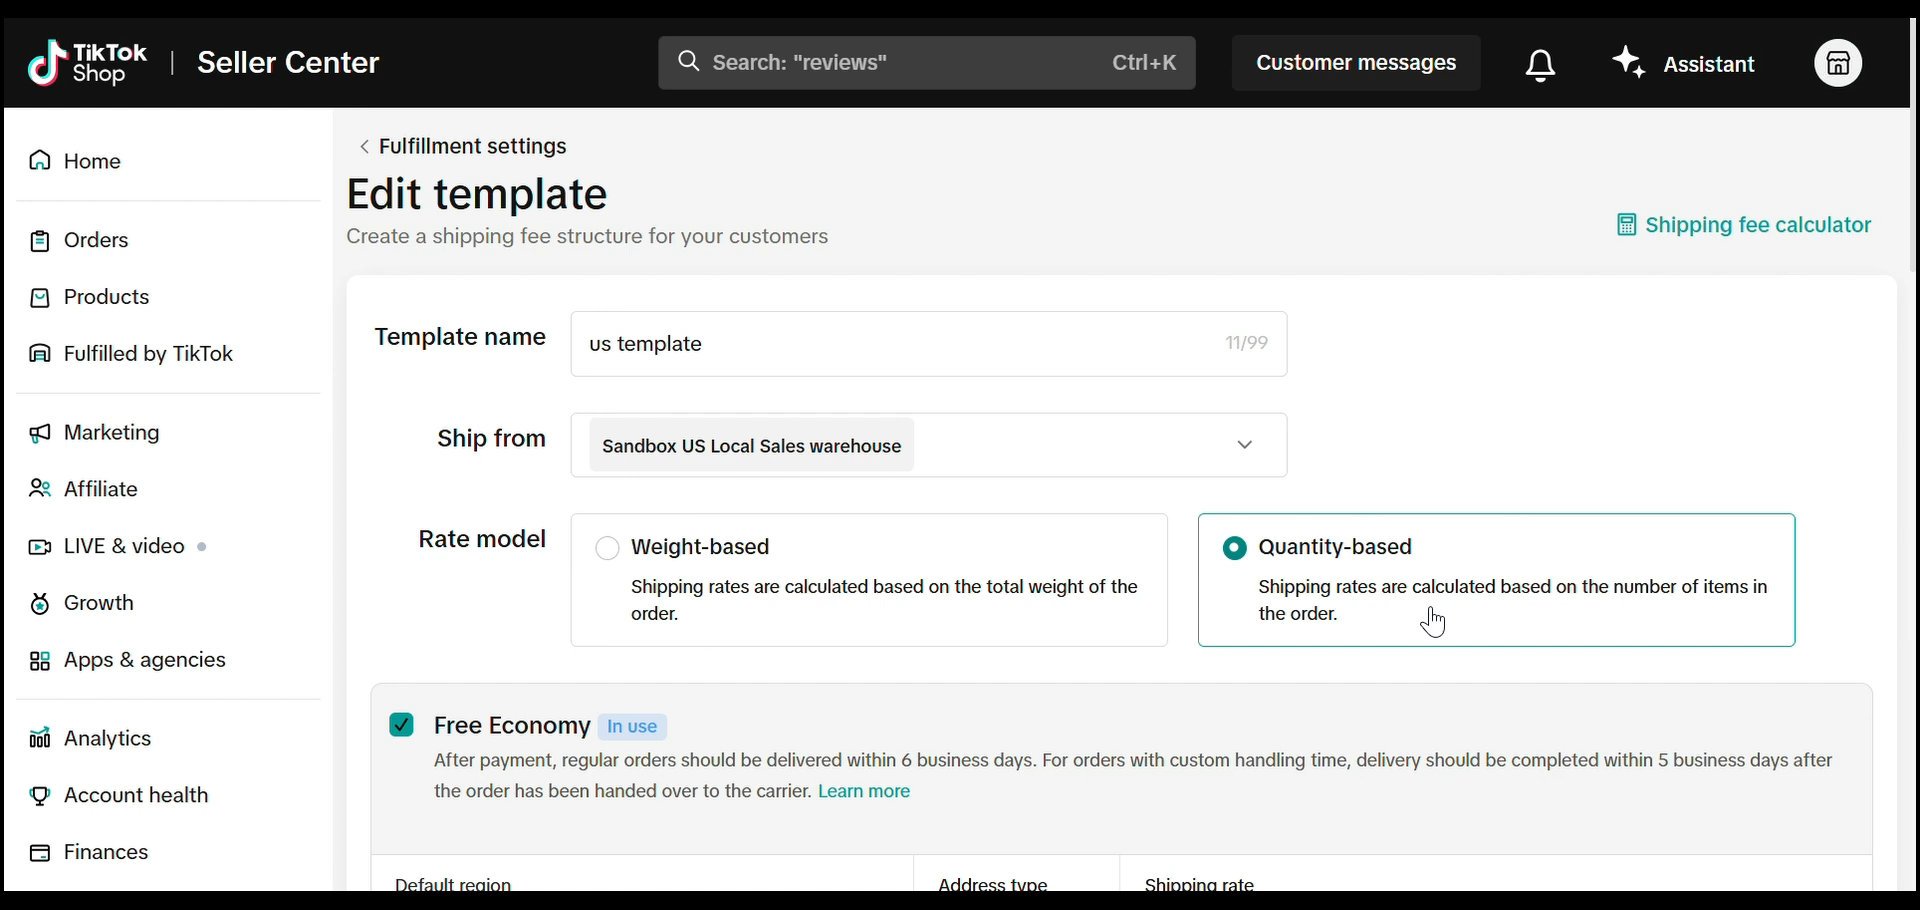 TikTok Shop | Seller Center
Search: "reviews" Ctrl+K
Customer messages
Assistant
Home
Orders
Products
Fulfilled by TikTok
Marketing
Affiliate
LIVE & video
Growth
Apps & agencies
Analytics
Account health
Finances
Fulfillment settings
Edit template
Create a shipping fee structure for your customers
Shipping fee calculator
Template name
us template 11/99
Ship from
Sandbox US Local Sales warehouse
Rate model
Weight-based
Shipping rates are calculated based on the total weight of the
order.
Quantity-based
Shipping rates are calculated based on the number of items in
the order.
Free Economy In use
After payment, regular orders should be delivered within 6 business days. For orders with custom handling time, delivery should be completed within 5 business days after
the order has been handed over to the carrier. Learn more
Default region Address type Shipping rate